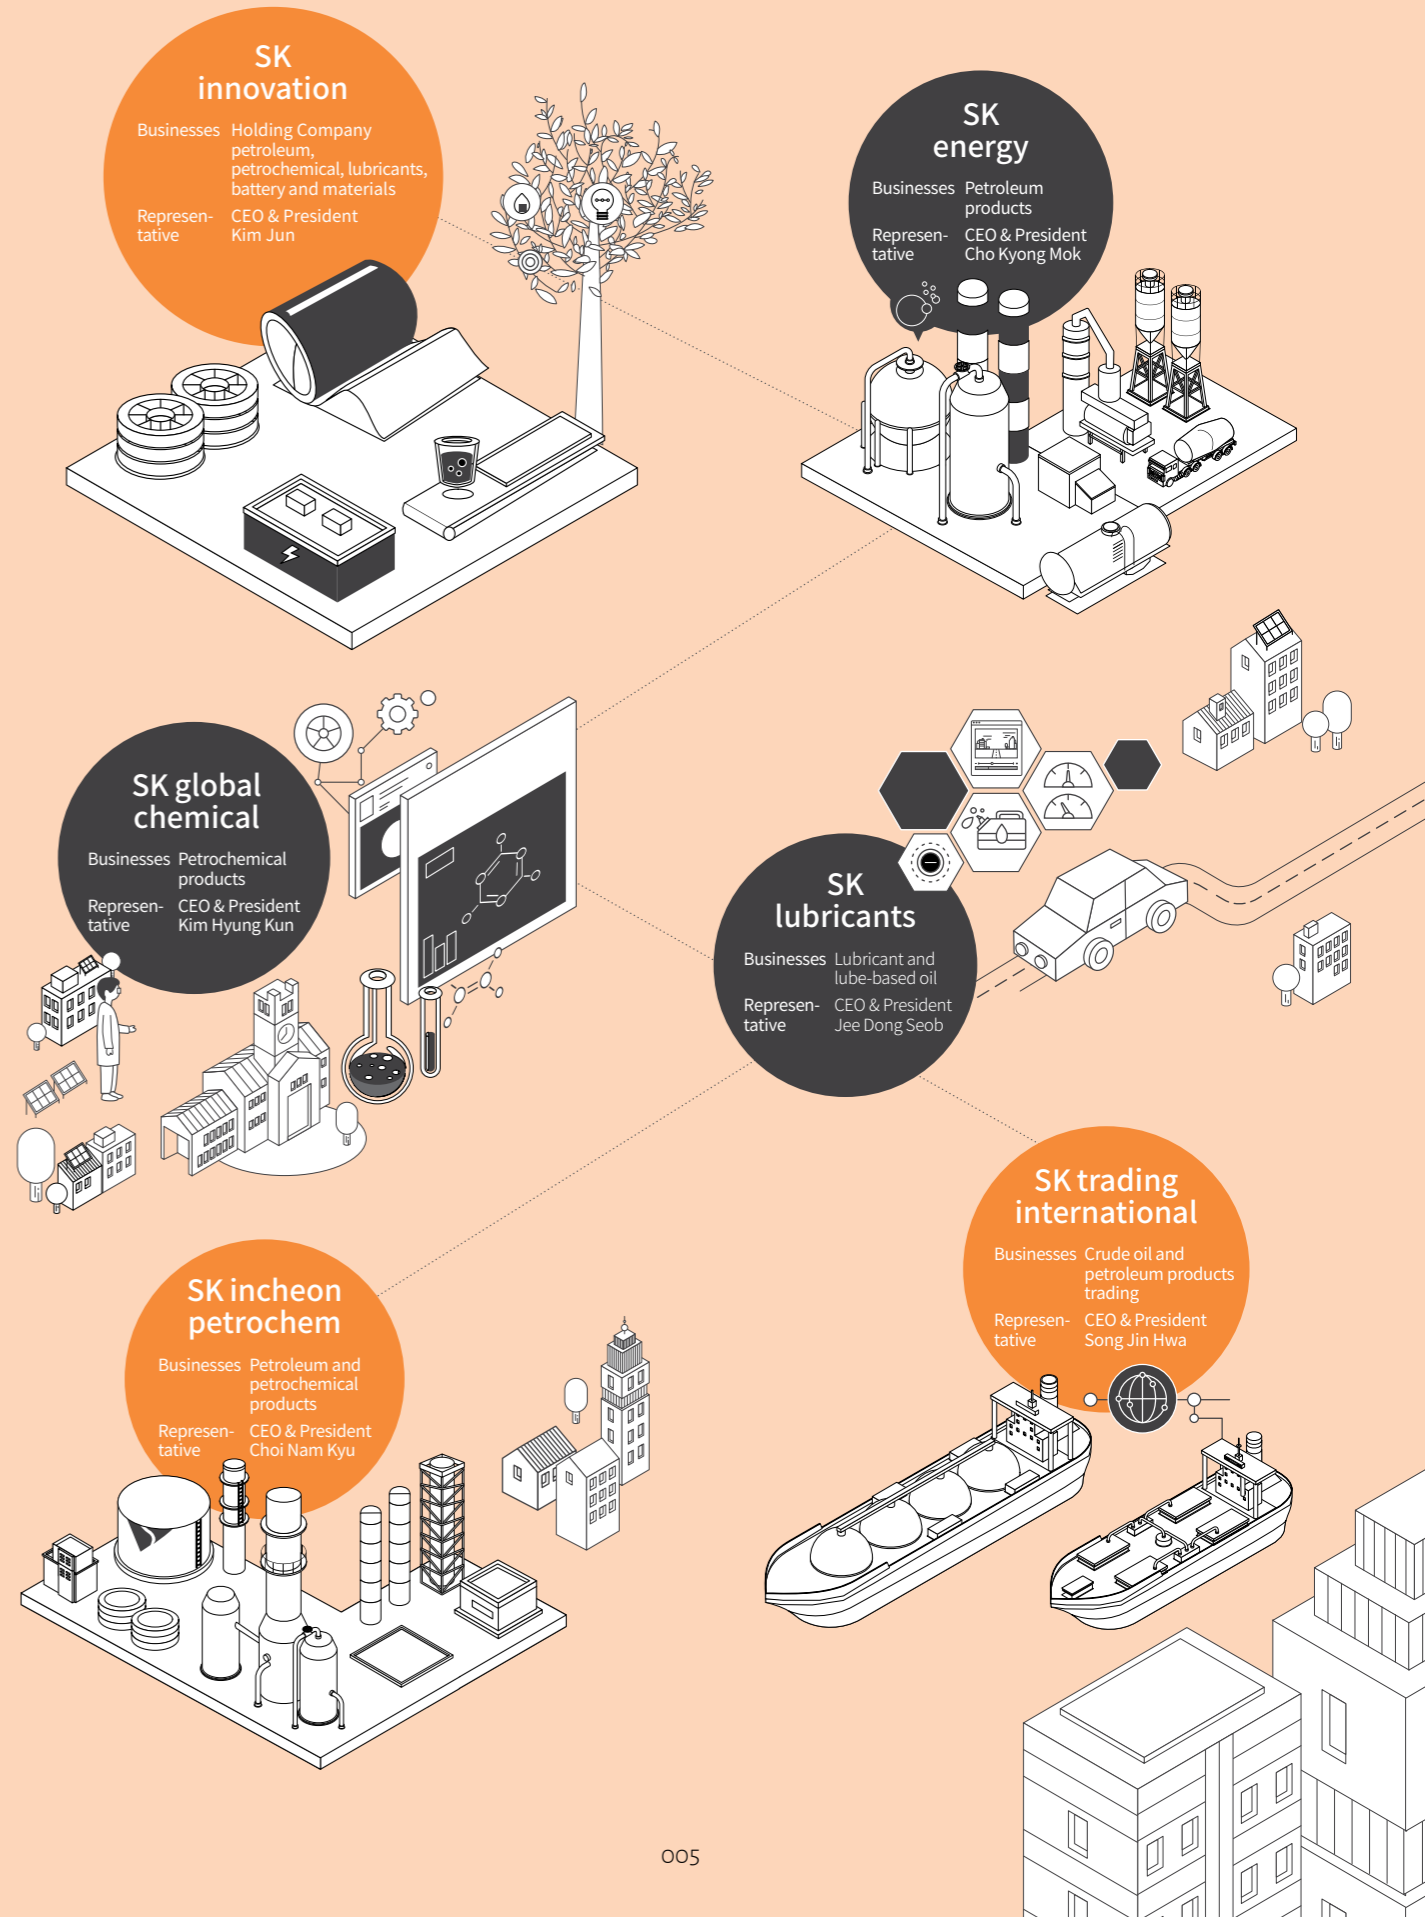 SK
innovation
Businesses Holding Company
petroleum,
petrochemical, lubricants,
battery and materials
Represen- CEO & President
tative Kim Jun
SK
energy
Businesses Petroleum
products
Represen- CEO & President
tative Cho Kyong Mok
SK global
chemical
Businesses Petrochemical
products
Represen- CEO & President
tative Kim Hyung Kun
SK
lubricants
Businesses Lubricant and
lube-based oil
Represen- CEO & President
tative Jee Dong Seob
SK trading
international
Businesses Crude oil and
petroleum products
trading
Represen- CEO & President
tative Song Jin Hwa
SK incheon
petrochem
Businesses Petroleum and
petrochemical
products
Represen- CEO & President
tative Choi Nam Kyu
005